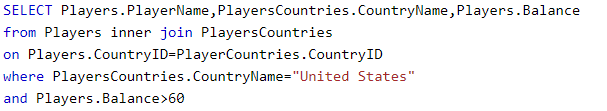 SELECT Players.PlayerName,PlayersCountries.CountryName,Players.Balance
from Players inner join PlayersCountries
on Players.CountryID=PlayerCountries.CountryID
where PlayersCountries.CountryName="United States"
and Players.Balance>60